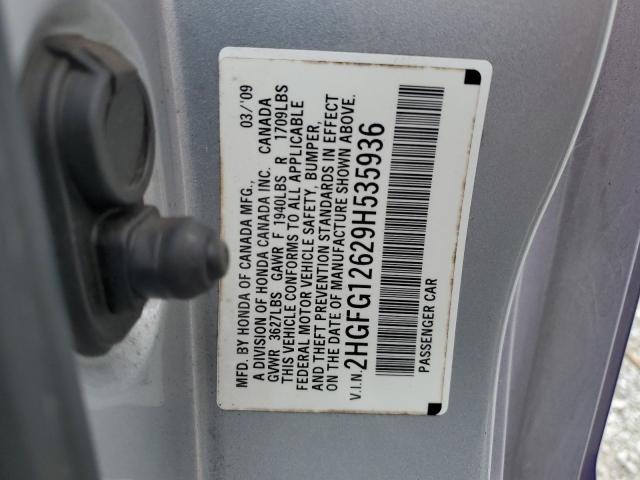 MFD. BY HONDA OF CANADA MFG., 03/'09
A DIVISION OF HONDA CANADA INC. CANADA
GVWR 3627LBS GAWR F 1940LBS R 1709LBS
THIS VEHICLE CONFORMS TO ALL APPLICABLE
FEDERAL MOTOR VEHICLE SAFETY, BUMPER,
AND THEFT PREVENTION STANDARDS IN EFFECT
ON THE DATE OF MANUFACTURE SHOWN ABOVE.
V.I.N. 2HGFG12629H535936
PASSENGER CAR